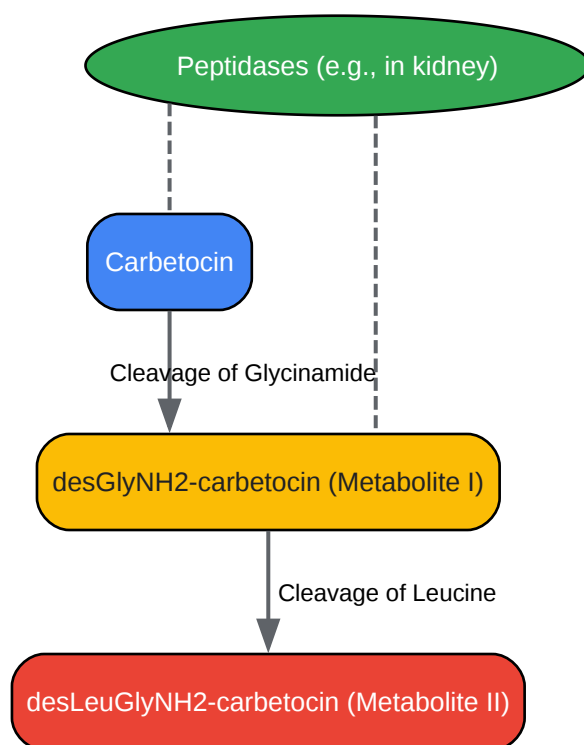 Peptidases (e.g., in kidney)
Carbetocin
Cleavage of Glycinamide
desGlyNH2-carbetocin (Metabolite I)
Cleavage of Leucine
desLeuGlyNH2-carbetocin (Metabolite II)